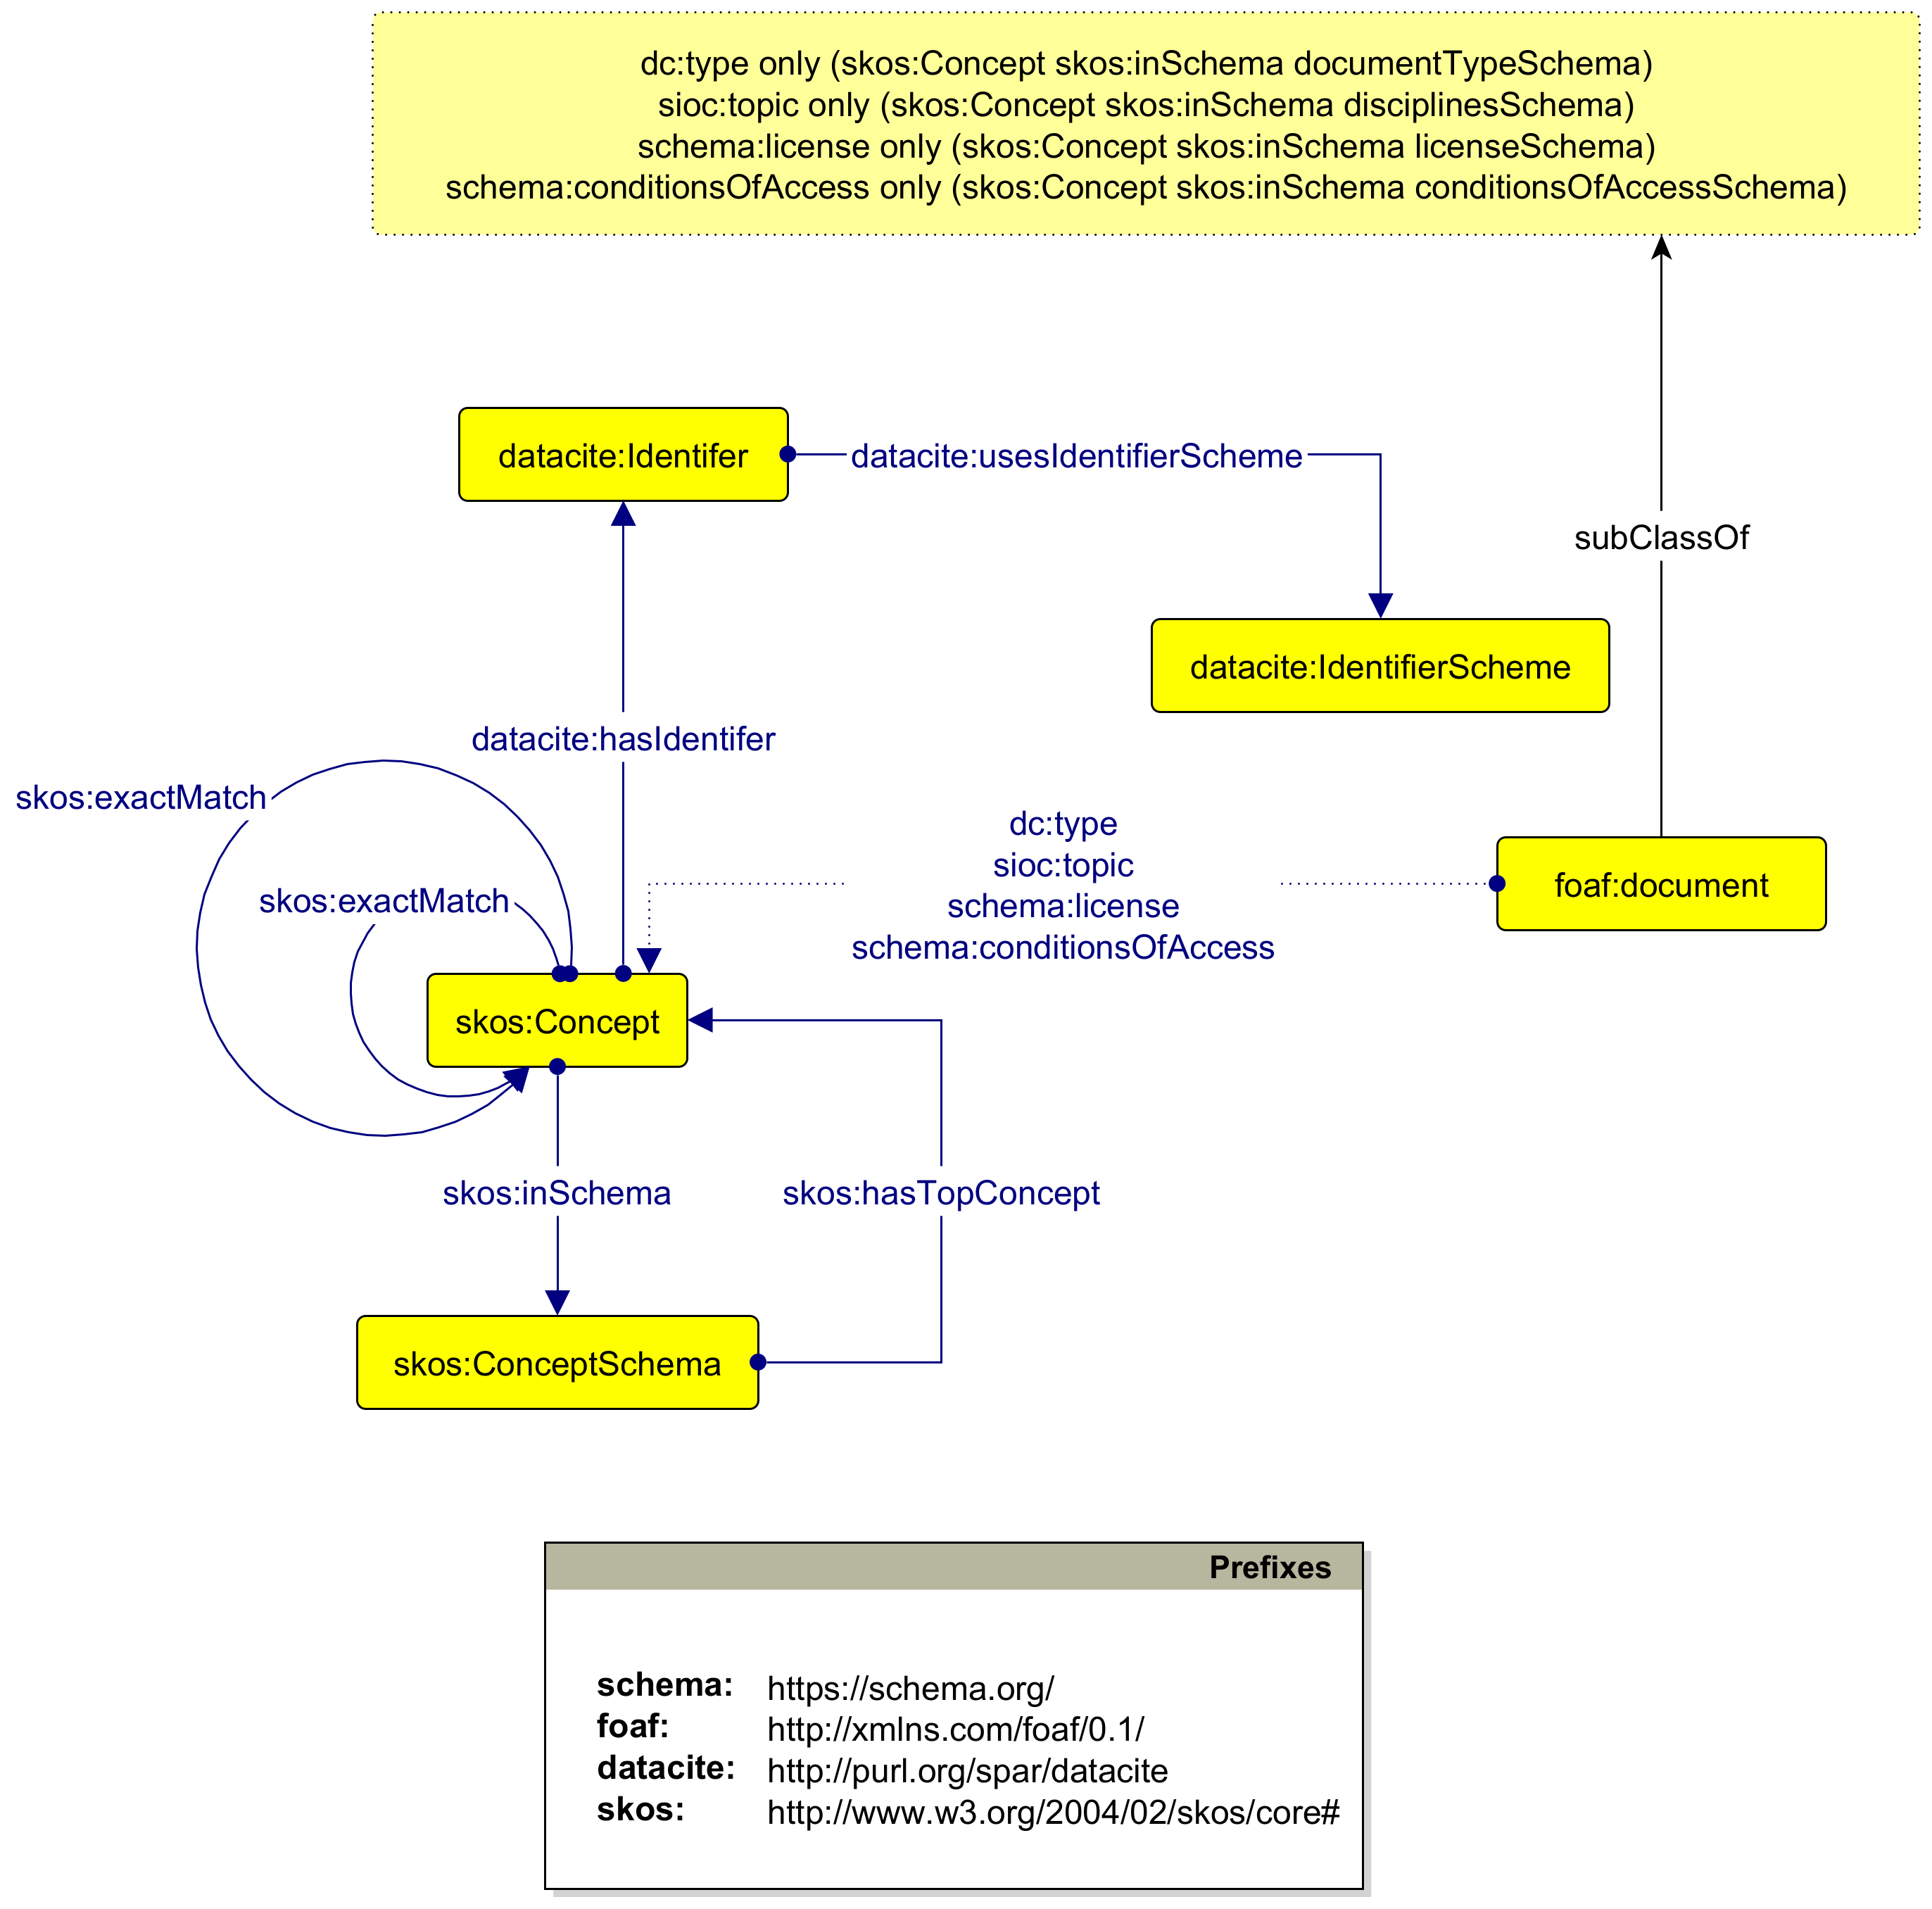 dc:type only (skos:Concept skos:inSchema documentTypeSchema)
sioc:topic only (skos:Concept skos:inSchema disciplinesSchema)
schema:license only (skos:Concept skos:inSchema licenseSchema)
schema:conditionsOfAccess only (skos:Concept skos:inSchema conditionsOfAccessSchema)
datacite:Identifer
datacite:usesIdentifierScheme
subClassOf
datacite:IdentifierScheme
datacite:hasIdentifer
skos:exactMatch
skos:exactMatch
dc:type
sioc:topic
schema:license
schema:conditionsOfAccess
foaf:document
skos:Concept
skos:inSchema
skos:hasTopConcept
skos:ConceptSchema
Prefixes
schema: https://schema.org/
foaf: http://xmlns.com/foaf/0.1/
datacite: http://purl.org/spar/datacite
skos: http://www.w3.org/2004/02/skos/core#